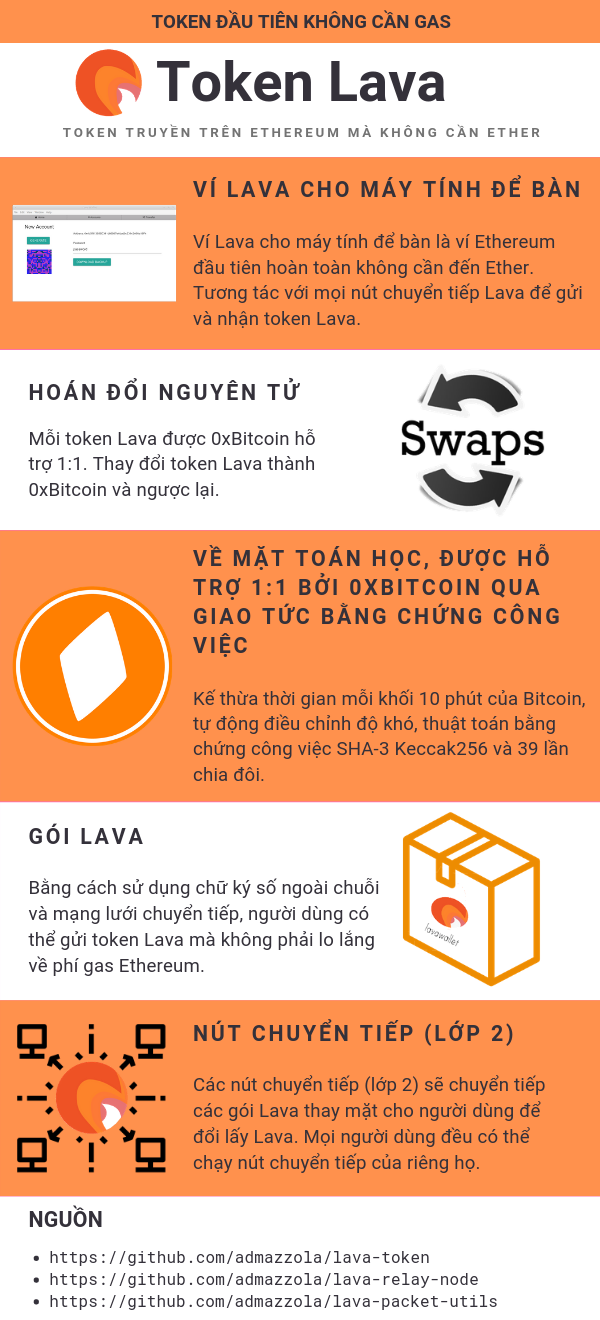 TOKEN ĐẦU TIÊN KHÔNG CẦN GAS
Token Lava
TOKEN TRUYỀN TRÊN ETHEREUM MÀ KHÔNG CẦN ETHER
VÍ LAVA CHO MÁY TÍNH ĐỂ BÀN
New Account
Ví Lava cho máy tính để bàn là ví Ethereum
đầu tiên hoàn toàn không cần đến Ether.
Tương tác với mọi nút chuyển tiếp Lava để gửi
và nhận token Lava.
HOÁN ĐỔI NGUYÊN TỬ
Mỗi token Lava được 0xBitcoin hỗ
trợ 1:1. Thay đổi token Lava thành
0xBitcoin và ngược lại.
Swaps
VỀ MẶT TOÁN HỌC, ĐƯỢC HỖ
TRỢ 1:1 BỞI 0XBITCOIN QUA
GIAO TỨC BẰNG CHỨNG CÔNG
VIỆC
Kế thừa thời gian mỗi khối 10 phút của Bitcoin,
tự động điều chỉnh độ khó, thuật toán bằng
chứng công việc SHA-3 Keccak256 và 39 lần
chia đôi.
GÓI LAVA
Bằng cách sử dụng chữ ký số ngoài chuỗi
và mạng lưới chuyển tiếp, người dùng có
thể gửi token Lava mà không phải lo lắng
về phí gas Ethereum.
lavawallet
NÚT CHUYỂN TIẾP (LỚP 2)
Các nút chuyển tiếp (lớp 2) sẽ chuyển tiếp
các gói Lava thay mặt cho người dùng để
đổi lấy Lava. Mọi người dùng đều có thể
chạy nút chuyển tiếp của riêng họ.
NGUỒN
• https://github.com/admazzola/lava-token
• https://github.com/admazzola/lava-relay-node
• https://github.com/admazzola/lava-packet-utils